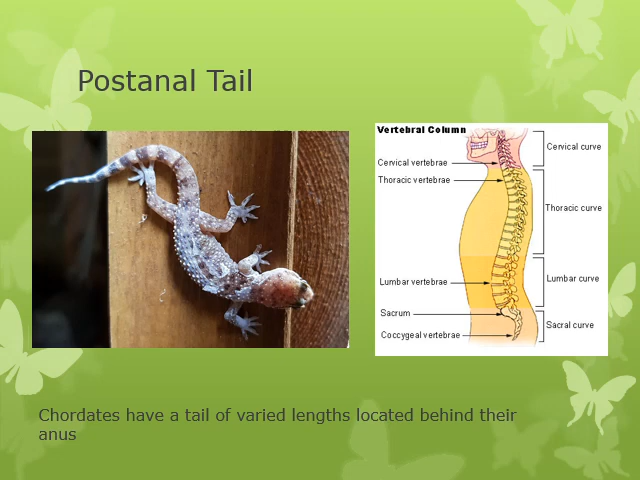 Postanal Tail
Vertebral Column
Cervical curve
Cervical vertebrae
Thoracic vertebrae
Thoracic curve
Lumbar vertebrae
Lumbar curve
Sacrum
Sacral curve
Coccygeal vertebrae
Chordates have a tail of varied lengths located behind their
anus